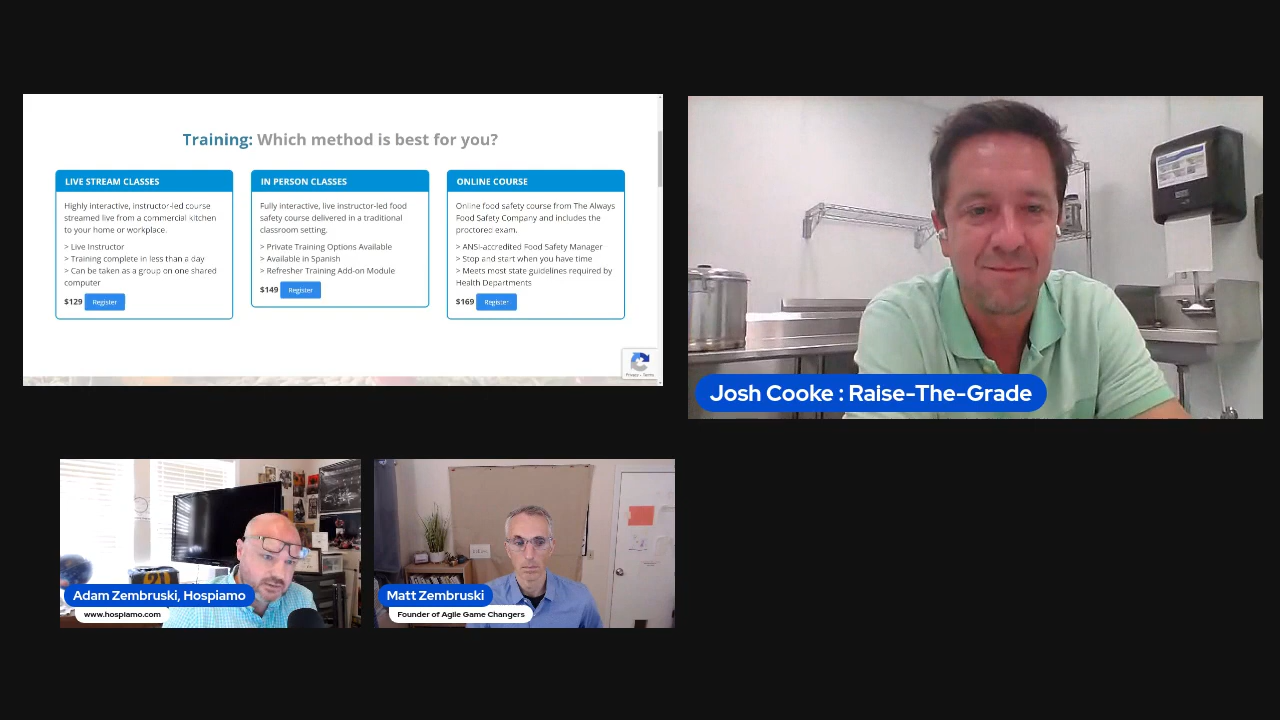 Training: Which method is best for you?
LIVE STREAM CLASSES
Highly interactive, instructor-led course
streamed live from a commercial kitchen
to your home or workplace.
> Live Instructor
> Training complete in less than a day
> Can be taken as a group on one shared
computer
$129 Register
IN PERSON CLASSES
Fully interactive, live instructor-led food
safety course delivered in a traditional
classroom setting.
> Private Training Options Available
> Available in Spanish
> Refresher Training Add-on Module
$149 Register
ONLINE COURSE
Online food safety course from The Always
Food Safety Company and includes the
proctored exam.
> ANSI-accredited Food Safety Manager
> Stop and start when you have time
> Meets most state guidelines required by
Health Departments
$169 Register
Privacy - Terms
Josh Cooke : Raise-The-Grade
Adam Zembruski, Hospiamo
www.hospiamo.com
Matt Zembruski
Founder of Agile Game Changers